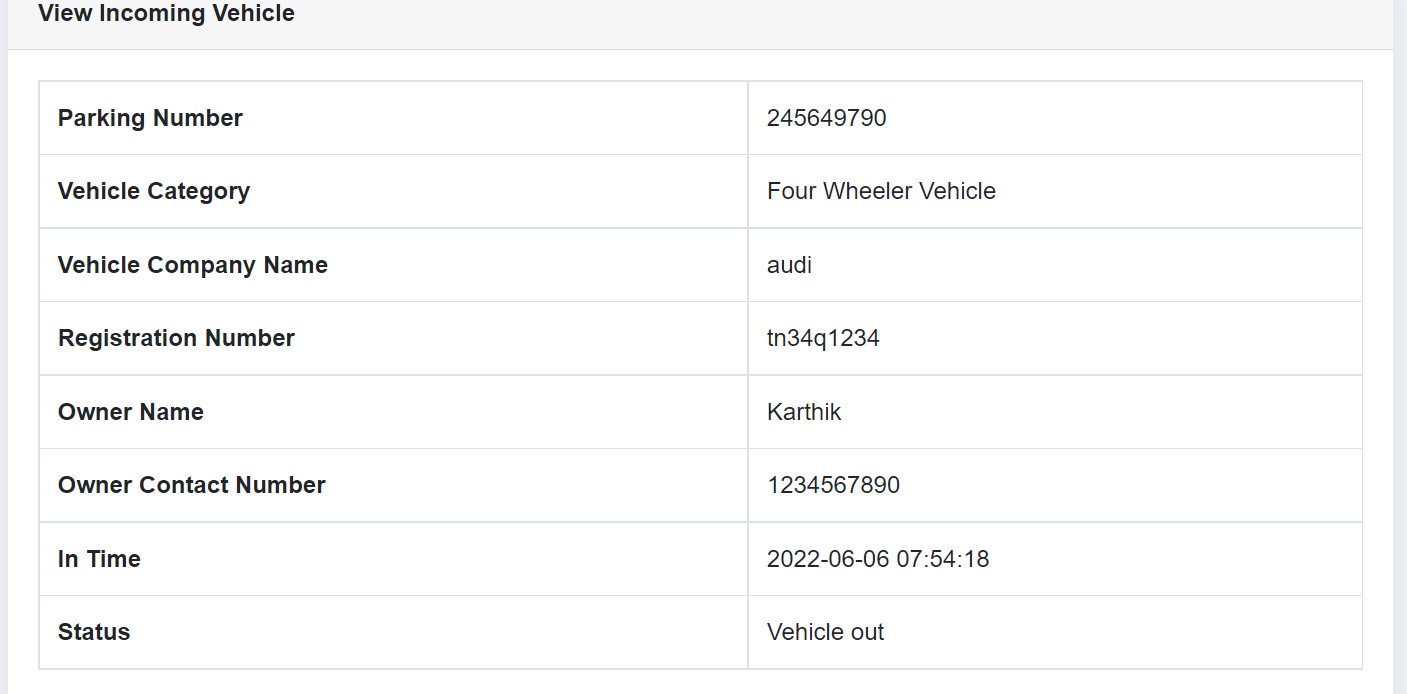 View Incoming Vehicle
Parking Number 245649790
Vehicle Category Four Wheeler Vehicle
Vehicle Company Name audi
Registration Number tn34q1234
Owner Name Karthik
Owner Contact Number 1234567890
In Time 2022-06-06 07:54:18
Status Vehicle out